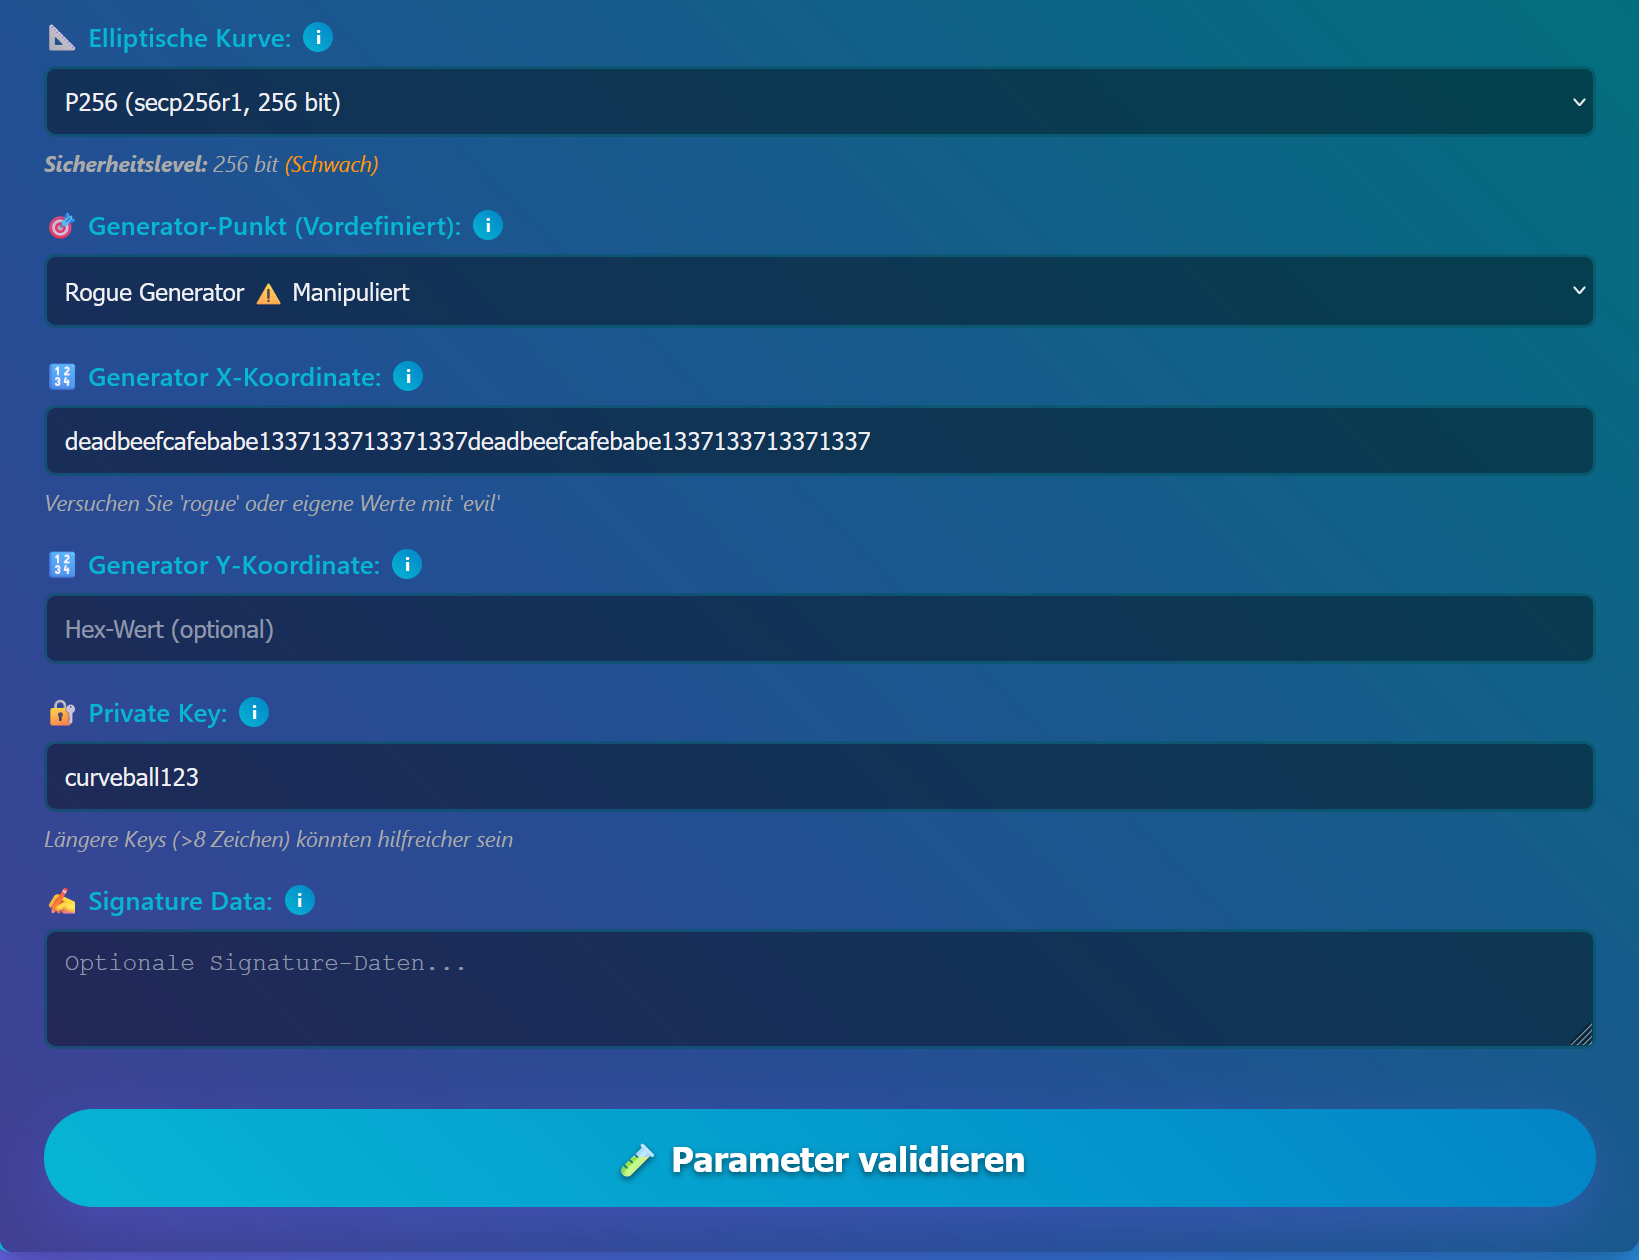 Elliptische Kurve:
P256 (secp256r1, 256 bit)
Sicherheitslevel: 256 bit (Schwach)
Generator-Punkt (Vordefiniert):
Rogue Generator ⚠️ Manipuliert
Generator X-Koordinate:
deadbeefcafebabe1337133713371337deadbeefcafebabe1337133713371337
Versuchen Sie 'rogue' oder eigene Werte mit 'evil'
Generator Y-Koordinate:
Hex-Wert (optional)
Private Key:
curveball123
Längere Keys (>8 Zeichen) könnten hilfreicher sein
Signature Data:
Optionale Signature-Daten...
Parameter validieren